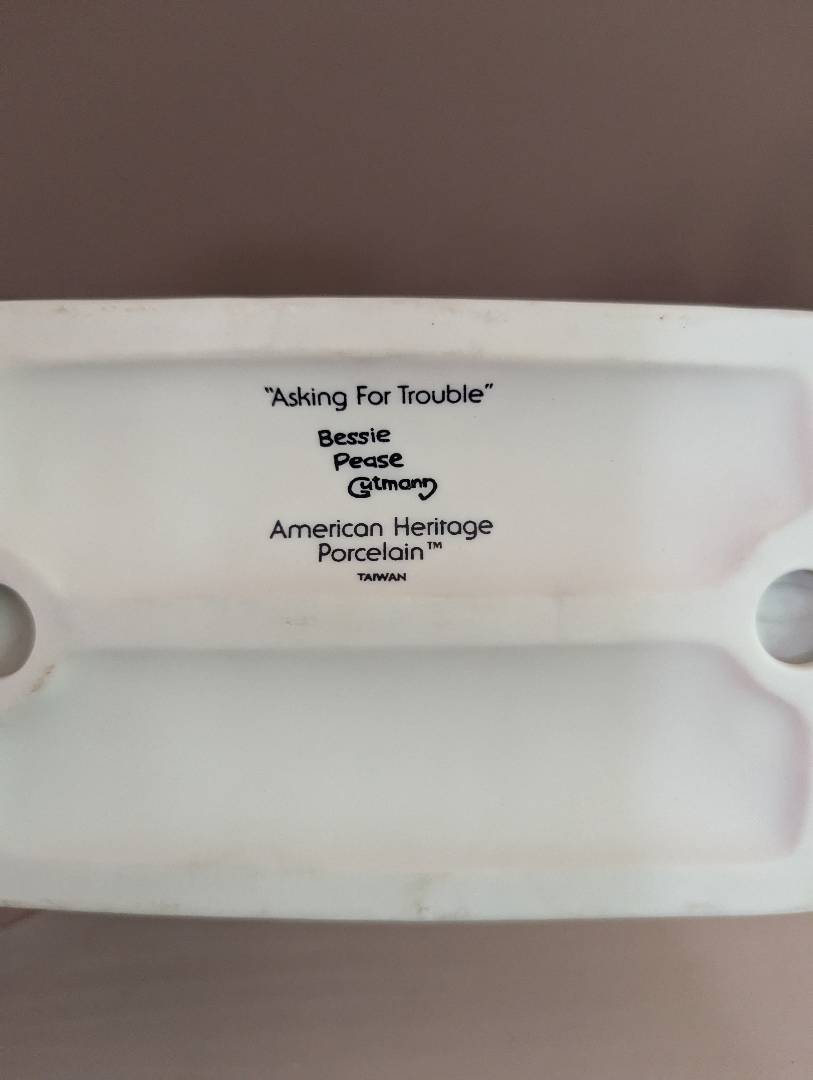 "Asking For Trouble"
Bessie
Pease
Gutmann
American Heritage
Porcelain™
TAIWAN